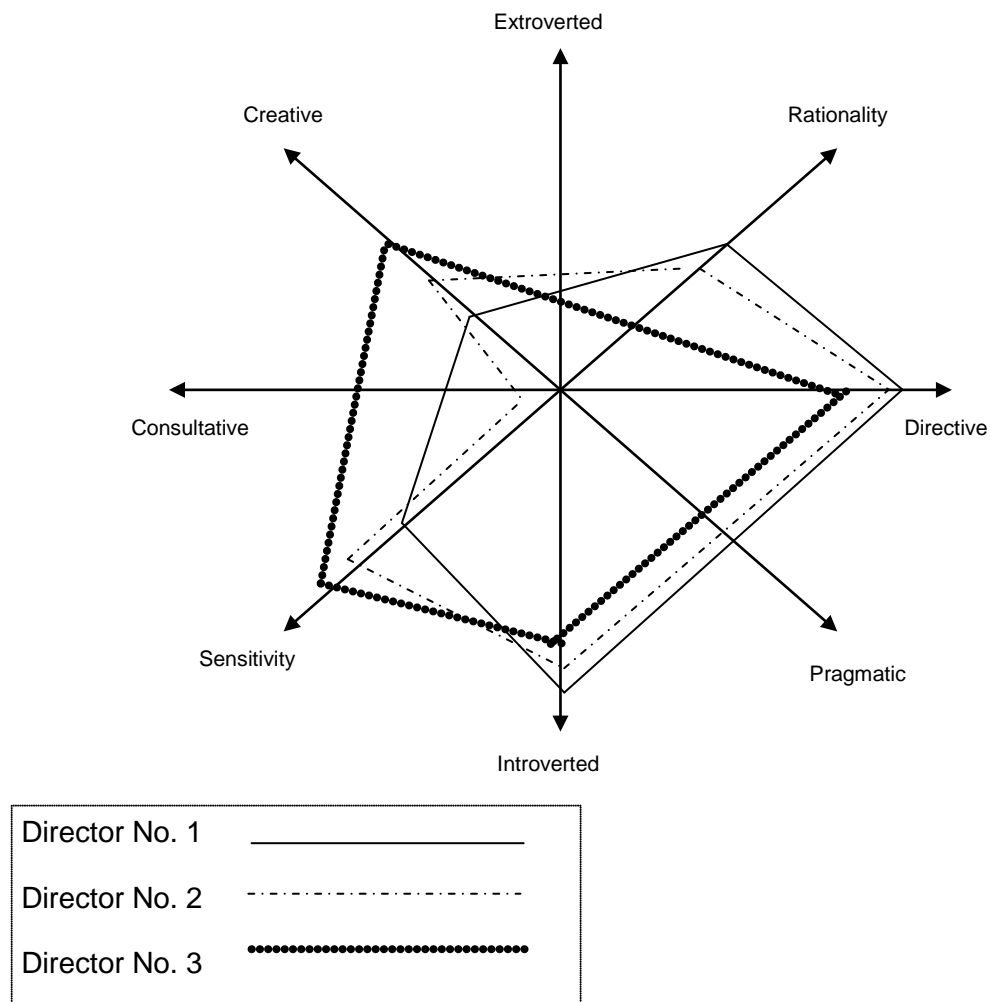 Extroverted
Creative
Rationality
Consultative
Directive
Sensitivity
Pragmatic
Introverted
Director No. 1
Director No. 2
Director No. 3